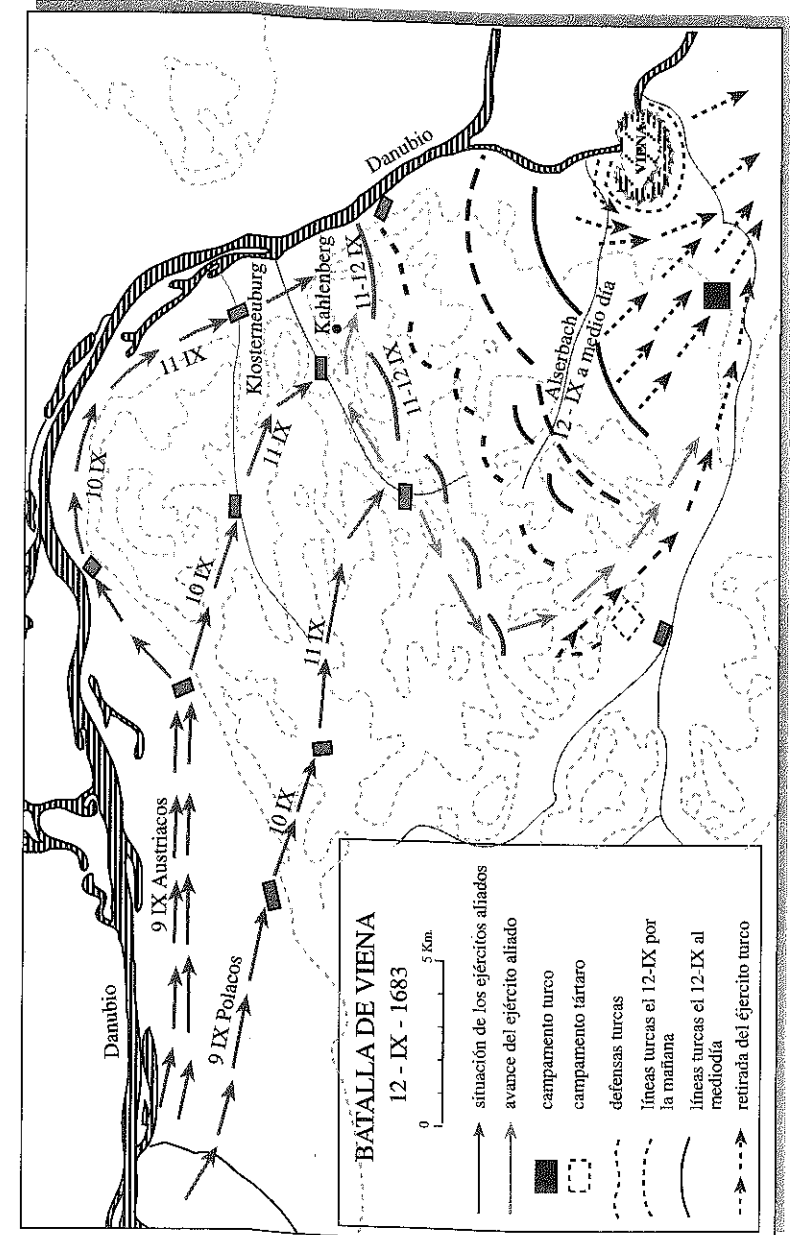 Danubio
9 IX Austriacos
9 IX Polacos
10 IX
10 IX
10 IX
11 IX
11-IX
11-IX
Danubio
Klosterneuburg
Kahlenberg
11-12 IX
11-12 IX
Alserbach
12 - IX a medio día
VIENA
BATALLA DE VIENA
12 - IX - 1683
0
5 Km.
situación de los ejércitos aliados
avance del ejército aliado
campamento turco
campamento tártaro
defensas turcas
líneas turcas el 12-IX por
la mañana
líneas turcas el 12-IX al
mediodía
retirada del éjercito turco